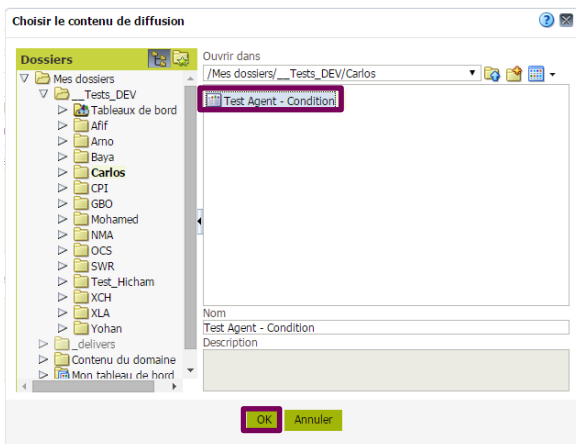 Choisir le contenu de diffusion
Dossiers
Mes dossiers
__Tests_DEV
Tableaux de bord
Afif
Arno
Baya
Carlos
CPI
GBO
Mohamed
NMA
OCS
SWR
Test_Hicham
XCH
XLA
Yohan
_delivers
Contenu du domaine
Mon tableau de bord
Ouvrir dans
/Mes dossiers/__Tests_DEV/Carlos
Test Agent - Condition
Nom
Test Agent - Condition
Description
OK
Annuler